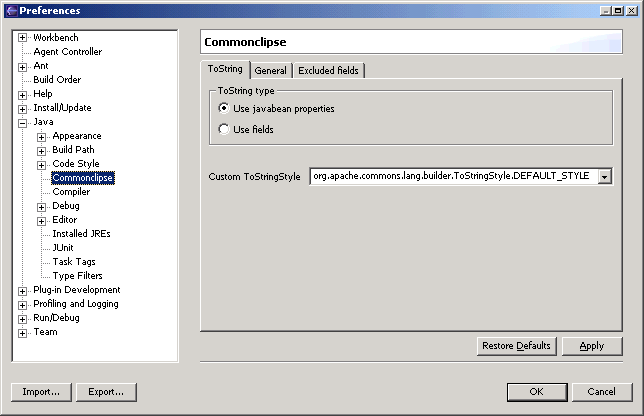 Preferences
Workbench
Agent Controller
Ant
Build Order
Help
Install/Update
Java
Appearance
Build Path
Code Style
Commonclipse
Compiler
Debug
Editor
Installed JREs
JUnit
Task Tags
Type Filters
Plug-in Development
Profiling and Logging
Run/Debug
Team
Commonclipse
ToString General Excluded fields
ToString type
Use javabean properties
Use fields
Custom ToStringStyle org.apache.commons.lang.builder.ToStringStyle.DEFAULT_STYLE
Restore Defaults Apply
Import... Export... OK Cancel